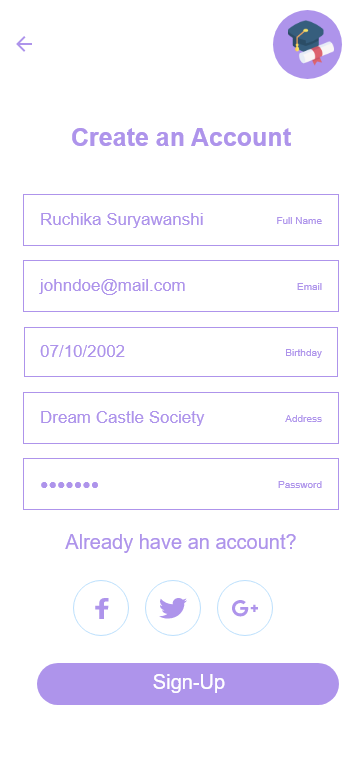 Create an Account
Ruchika Suryawanshi Full Name
johndoe@mail.com Email
07/10/2002 Birthday
Dream Castle Society Address
●●●●●●● Password
Already have an account?
f G+
Sign-Up